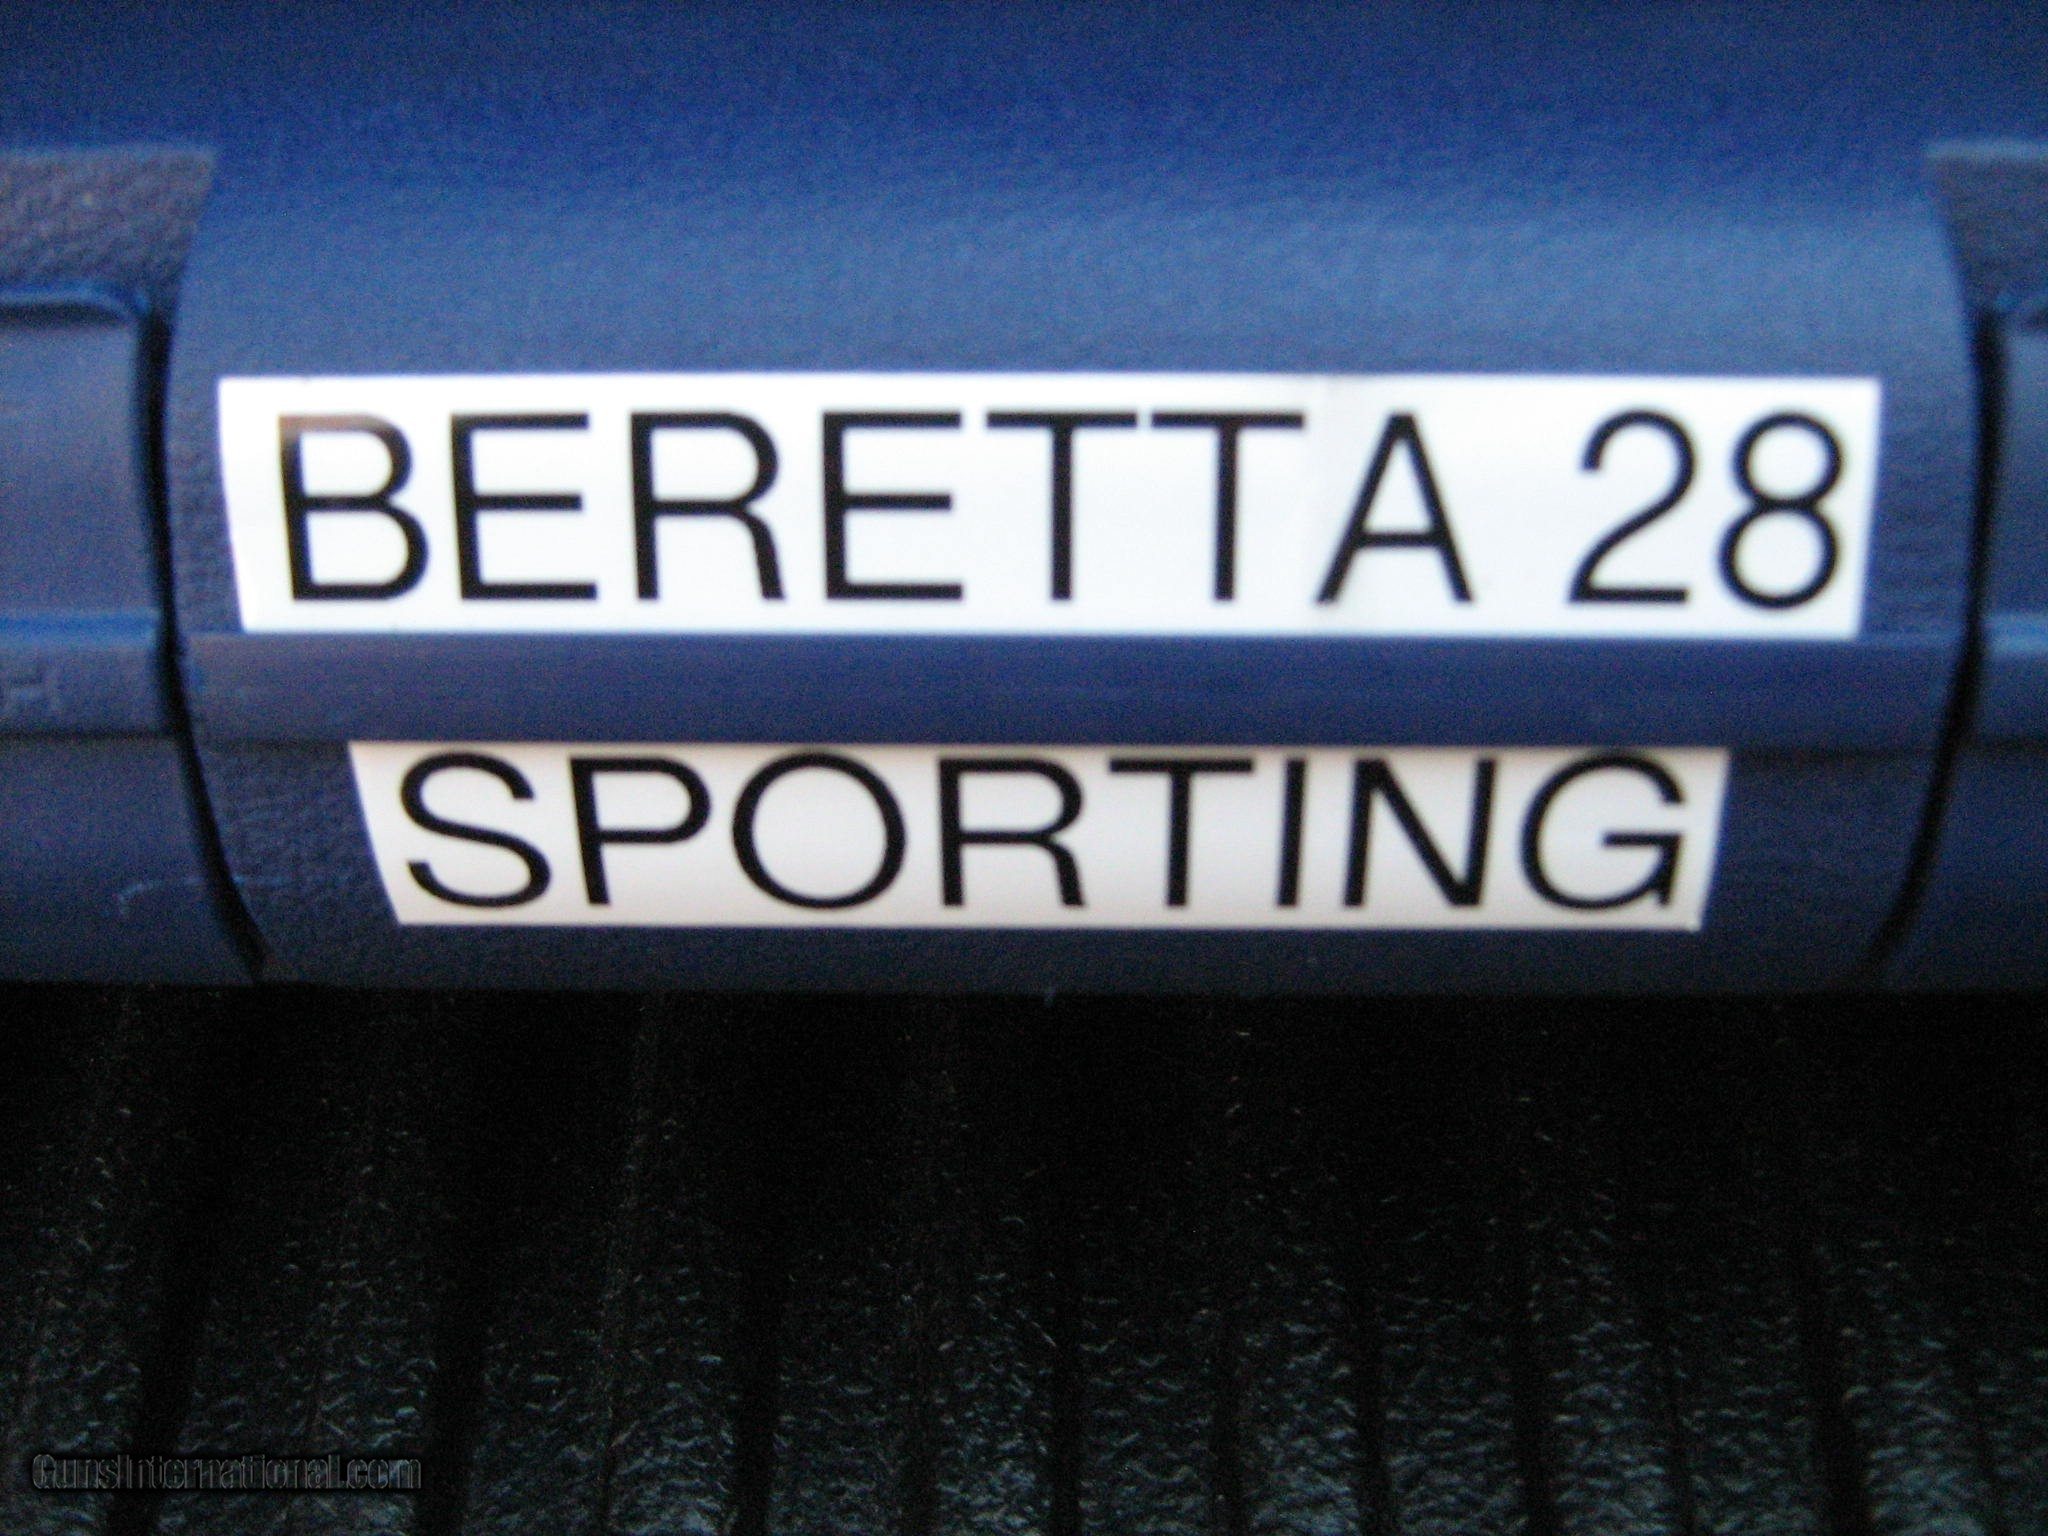 BERETTA 28
SPORTING
GunsInternational.com